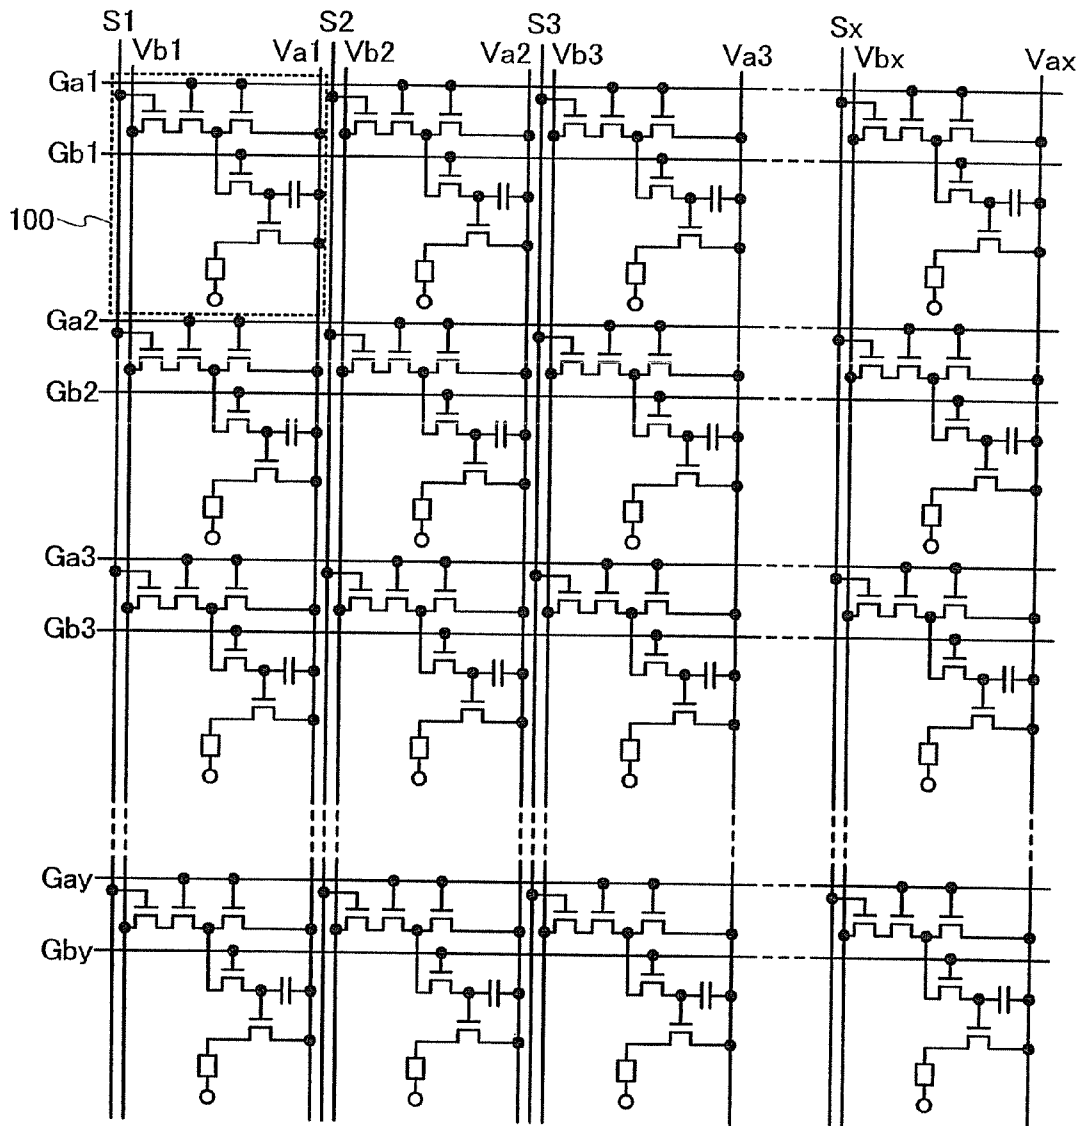 S1 S2 S3 Sx
Vb1 Va1 Vb2 Va2 Vb3 Va3 Vbx Vax
Ga1
Gb1
100
Ga2
Gb2
Ga3
Gb3
Gay
Gby